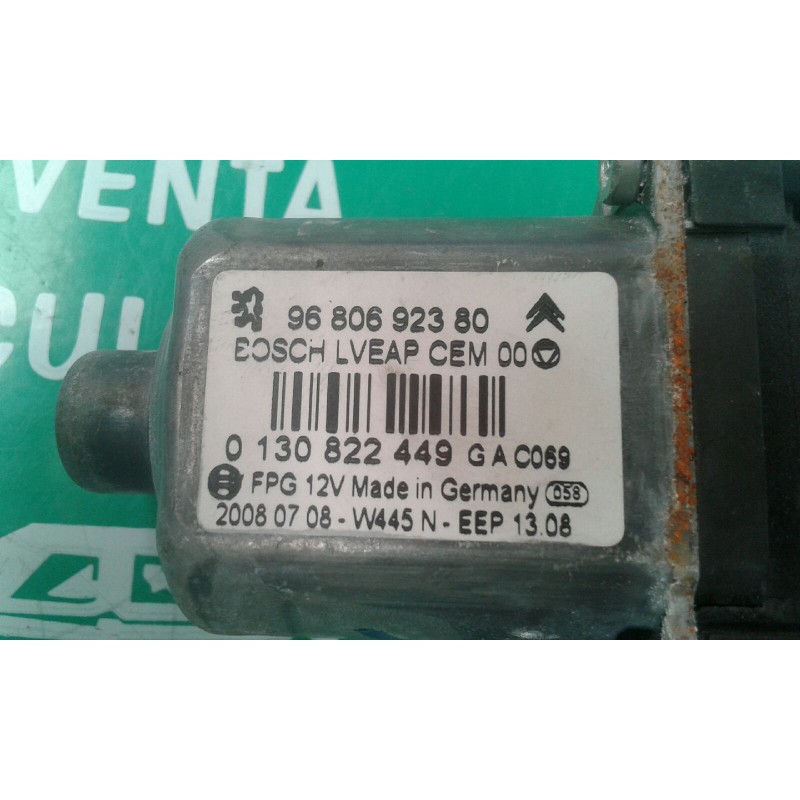 VENTA
CUL
96 806 923 80
BOSCH LVEAP CEM 00
0 130 822 449 G A C069
FPG 12V Made in Germany 058
2008 07 08 - W445 N - EEP 13.08